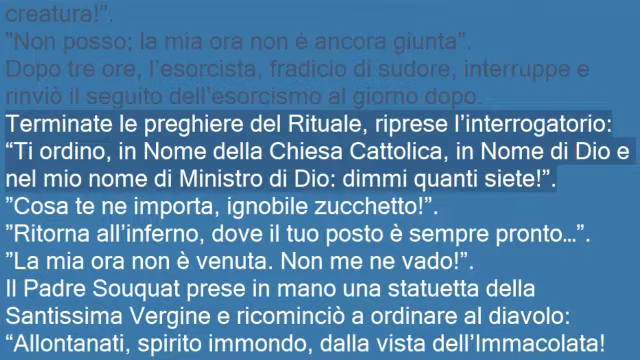 creatura!”.
”Non posso; la mia ora non è ancora giunta”.
Dopo tre ore, l’esorcista, fradicio di sudore, interruppe e
rinviò il seguito dell’esorcismo al giorno dopo.
Terminate le preghiere del Rituale, riprese l’interrogatorio:
“Ti ordino, in Nome della Chiesa Cattolica, in Nome di Dio e
nel mio nome di Ministro di Dio: dimmi quanti siete!”.
”Cosa te ne importa, ignobile zucchetto!”.
”Ritorna all’inferno, dove il tuo posto è sempre pronto…”.
”La mia ora non è venuta. Non me ne vado!”.
Il Padre Souquat prese in mano una statuetta della
Santissima Vergine e ricominciò a ordinare al diavolo:
“Allontanati, spirito immondo, dalla vista dell’Immacolata!